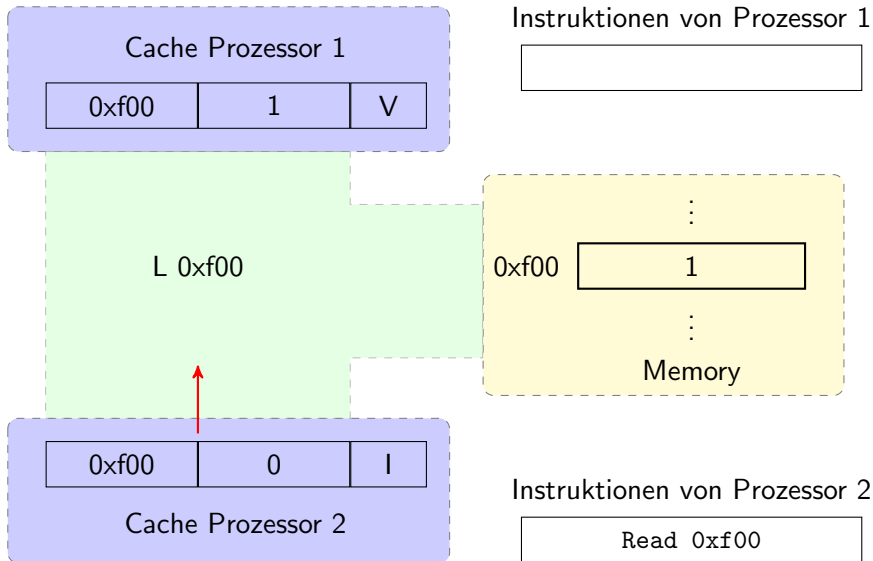 Cache Prozessor 1
0xf00 1 V
Instruktionen von Prozessor 1
L 0xf00
0xf00 1
Memory
0xf00 0 I
Cache Prozessor 2
Instruktionen von Prozessor 2
Read 0xf00